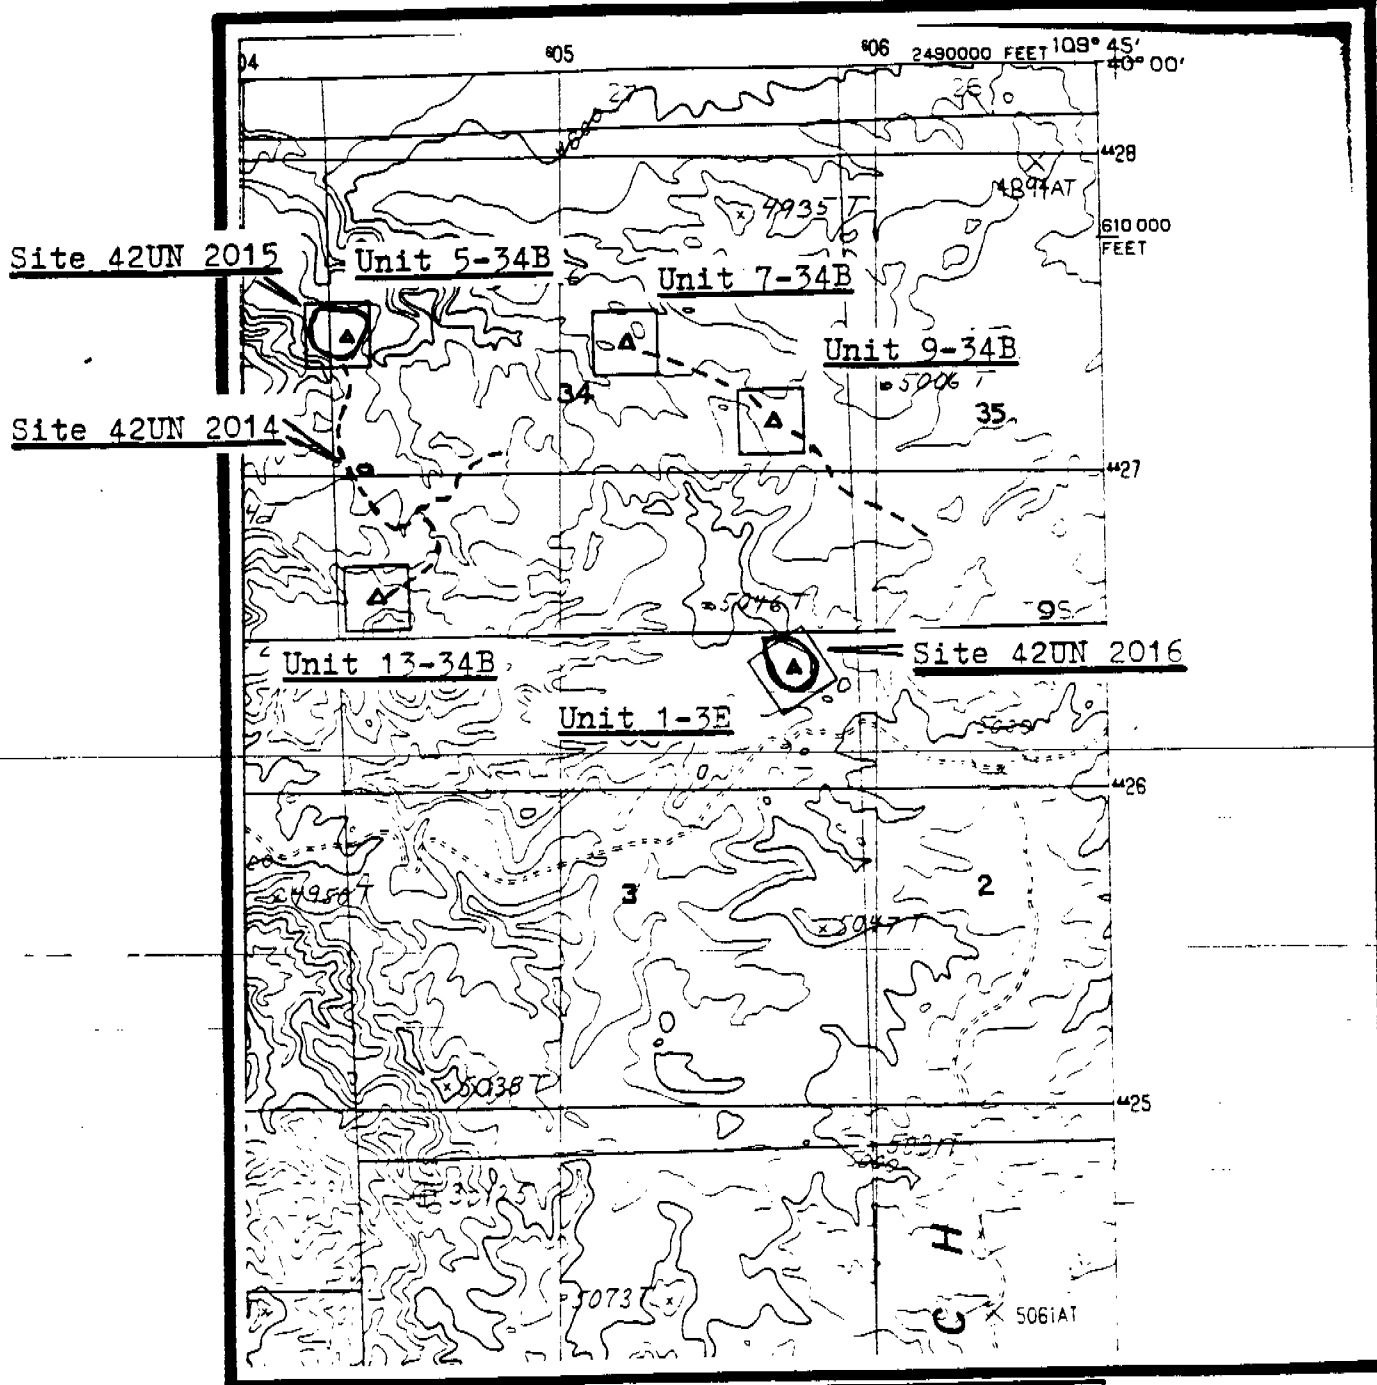 04
605
606
2490000 FEET
109° 45'
40° 00'
27
26
4428
4894AT
4935 T
610 000
FEET
Site 42UN 2015
Unit 5-34B
Unit 7-34B
Unit 9-34B
5006 T
34
35
Site 42UN 2014
4427
5046 T
9S
Site 42UN 2016
Unit 13-34B
Unit 1-3E
4426
4956 T
3
2
5047 T
5038 T
4425
5073 T
C H
5061AT